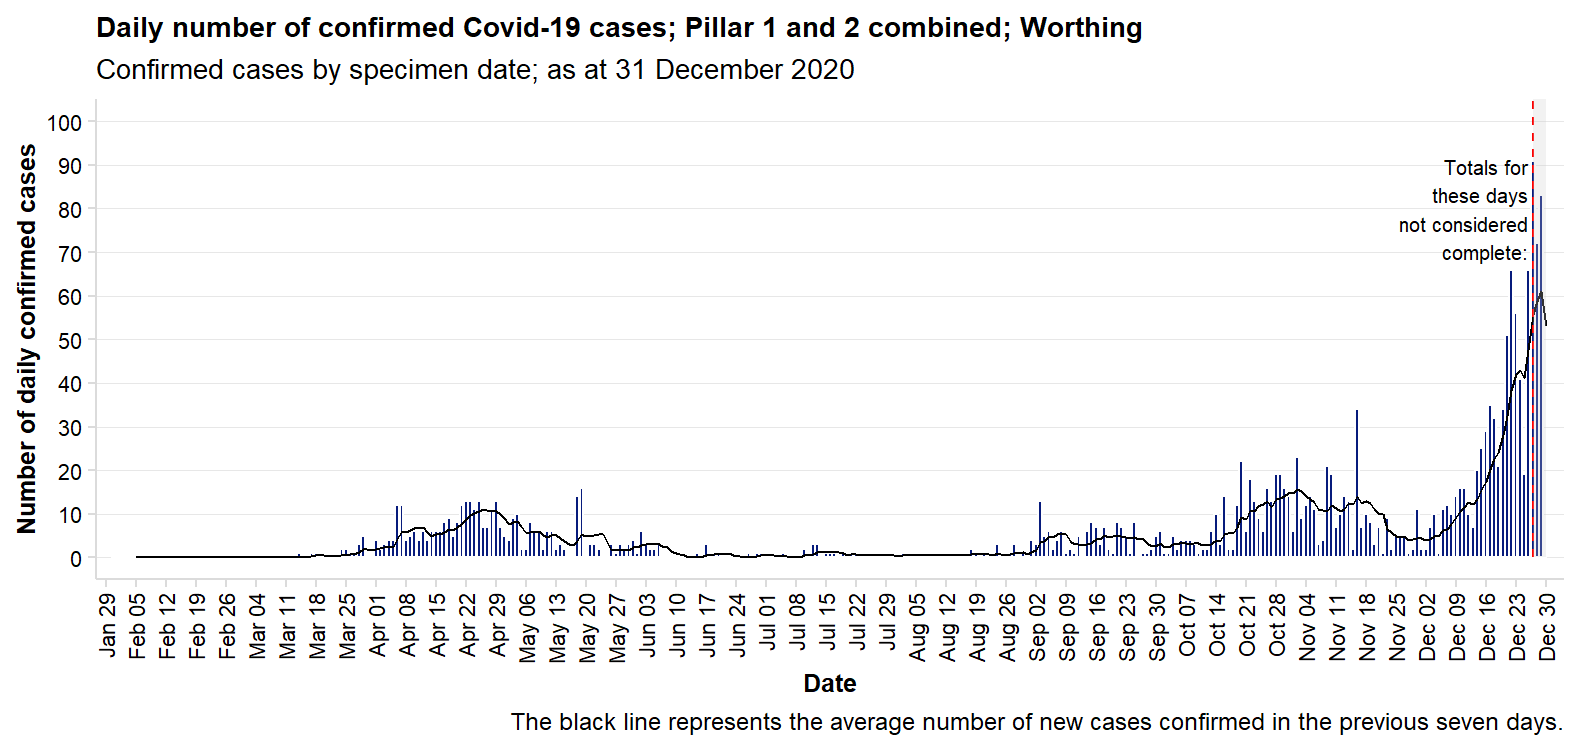 Daily number of confirmed Covid-19 cases; Pillar 1 and 2 combined; Worthing
Confirmed cases by specimen date; as at 31 December 2020
Number of daily confirmed cases
100
90
80
70
60
50
40
30
20
10
0
Totals for
these days
not considered
complete:
Jan 29
Feb 05
Feb 12
Feb 19
Feb 26
Mar 04
Mar 11
Mar 18
Mar 25
Apr 01
Apr 08
Apr 15
Apr 22
Apr 29
May 06
May 13
May 20
May 27
Jun 03
Jun 10
Jun 17
Jun 24
Jul 01
Jul 08
Jul 15
Jul 22
Jul 29
Aug 05
Aug 12
Aug 19
Aug 26
Sep 02
Sep 09
Sep 16
Sep 23
Sep 30
Oct 07
Oct 14
Oct 21
Oct 28
Nov 04
Nov 11
Nov 18
Nov 25
Dec 02
Dec 09
Dec 16
Dec 23
Dec 30
Date
The black line represents the average number of new cases confirmed in the previous seven days.